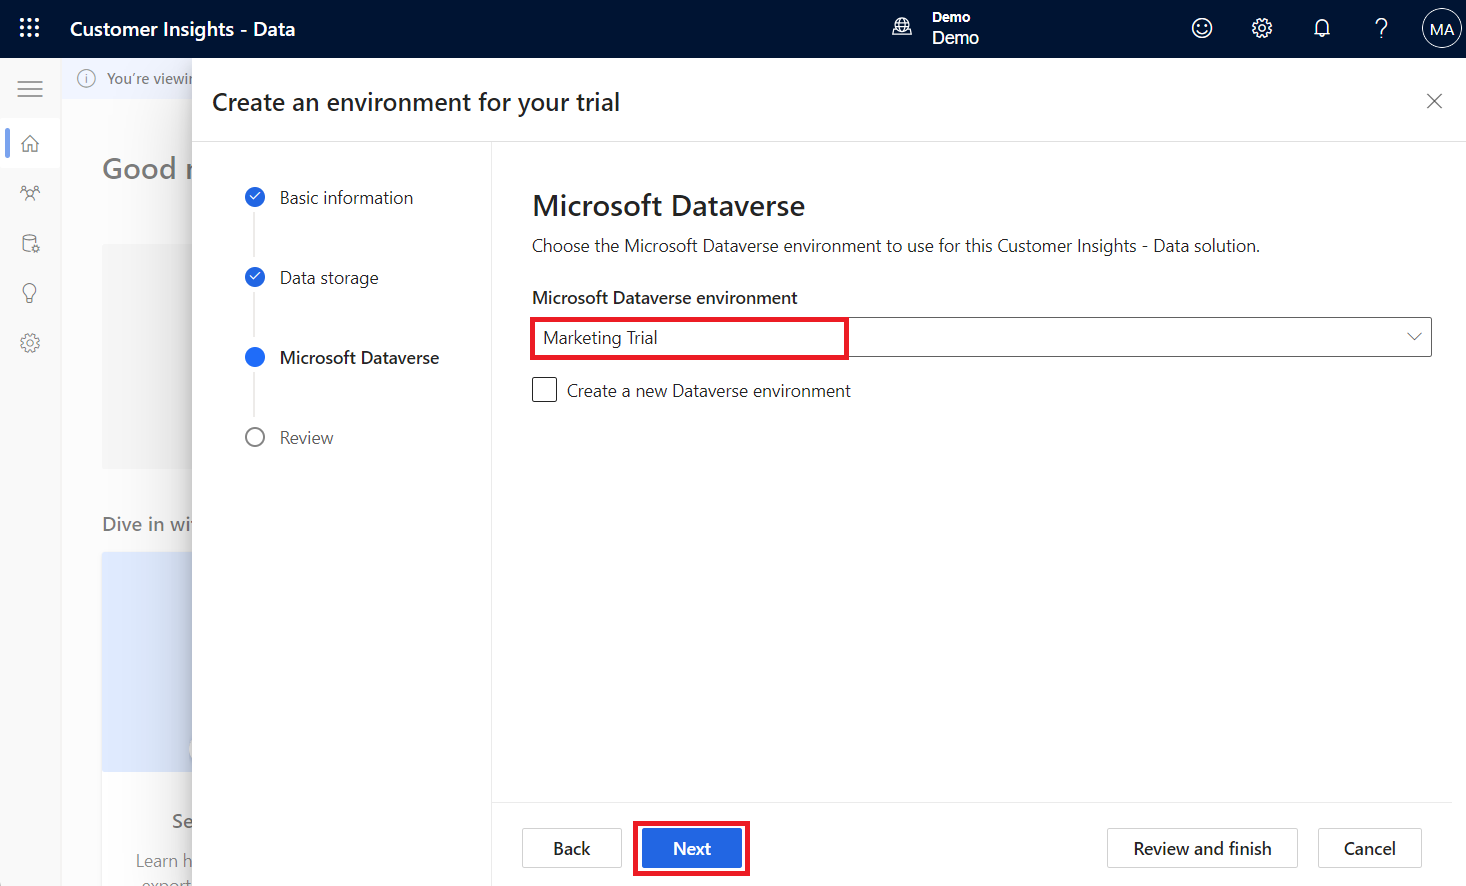 Customer Insights - Data
Demo
Demo
MA
You're viewin
Create an environment for your trial
Good
Basic information
Data storage
Microsoft Dataverse
Review
Microsoft Dataverse
Choose the Microsoft Dataverse environment to use for this Customer Insights - Data solution.
Microsoft Dataverse environment
Marketing Trial
Create a new Dataverse environment
Dive in wi
Se
Learn h
export
Back
Next
Review and finish
Cancel